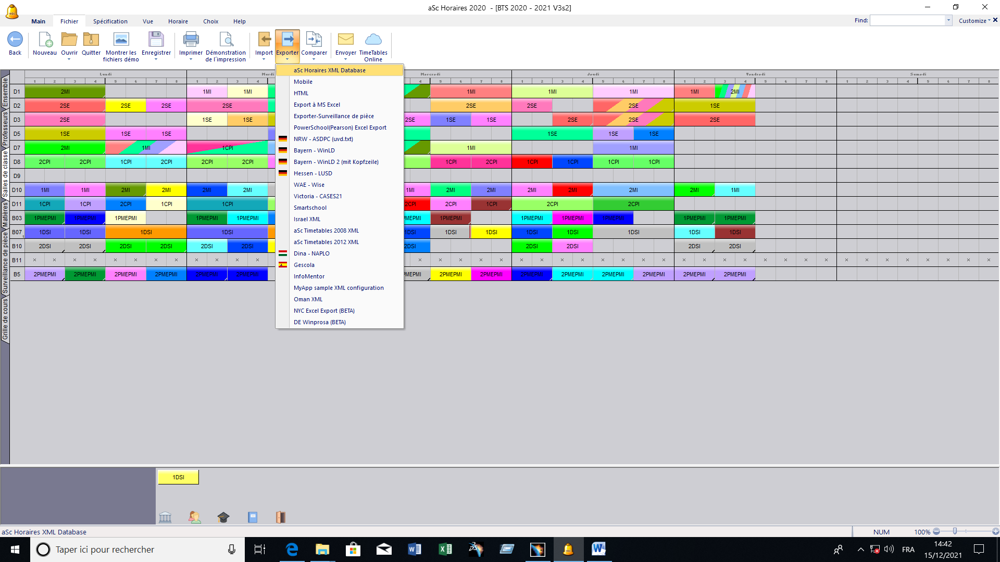 aSc Horaires 2020 - [BTS 2020 - 2021 V3s2]
Main Fichier Spécification Vue Horaire Choix Help Find: Customize
Back Nouveau Ouvrir Quitter Montrer les fichiers démo Enregistrer Imprimer Démonstration de l'impression Import Exporter Comparer Envoyer TimeTables Online
aSc Horaires XML Database
Mobile
HTML
Export à MS Excel
Exporter-Surveillance de pièce
PowerSchool(Pearson) Excel Export
NRW - ASDPC (uvd.txt)
Bayern - WinLD
Bayern - WinLD 2 (mit Kopfzeile)
Hessen - LUSD
WAE - Wise
Victoria - CASES21
Smartschool
Israel XML
aSc Timetables 2008 XML
aSc Timetables 2012 XML
Dina - NAPLO
Gescola
InfoMentor
MyApp sample XML configuration
Oman XML
NYC Excel Export (BETA)
DE Winprosa (BETA)
Ensemble
Professeurs
Salles de classe
Matières
Surveillance de pièce
Grille de cours
Lundi Mardi Mercredi Jeudi Vendredi Samedi
1 2 3 4 5 6 7 8 1 2 3 4 4 5 6 7 8 1 2 3 4 5 6 7 8 1 2 3 4 5 6 7 8 1 2 3 4 5 6 7 8
D1 2MI 1MI 1MI 1MI 1MI 1MI 1MI 2MI
D2 2SE 2SE 2SE 2SE 2SE 2SE 2SE 1SE
D3 2SE 1SE 1SE 2SE 1SE 1SE 2SE 2SE 2SE
D5 1SE 1SE 1SE 1SE 1SE 1SE
D7 2MI 1MI 1CPI 1MI 1MI
D8 2CPI 2CPI 1CPI 2CPI 2CPI 2CPI 1CPI 2CPI 1CPI 1CPI 1CPI 1CPI
D9
D10 1MI 1MI 2MI 2MI 2MI 2MI 1MI 2MI 2MI 2MI 2MI 2MI 2MI 1MI
D11 1CPI 1CPI 2CPI 1CPI 1CPI 2CPI 2CPI 1CPI 2CPI 2CPI
B03 1PMEPMI 1PMEPMI 1PMEPMI 1PMEPMI 1PMEPMI PMEPMI 1PMEPMI 1PMEPMI 1PMEPMI 1PMEPMI 1PMEPMI 1PMEPMI
B07 1 1DSI 1DSI 1DSI 1DSI 1DSI 1DSI 1DSI 1DSI 1DSI 1DSI 1DSI 1DSI
B10 2DSI 2DSI 2DSI 2DSI 2DSI 2DSI 2DSI 2DSI 2DSI 2DSI 2DSI
B11
B5 2PMEPMI 2PMEPMI 2PMEPMI 2PMEPMI 2PMEPMI 2PMEPMI PMEPMI 2PMEPMI 2PMEPMI 2PMEPMI 2PMEPMI 2PMEPMI 2PMEPMI 2PMEPMI 2PMEPMI
1DSI
aSc Horaires XML Database NUM 100%
Taper ici pour rechercher FRA 14:42
15/12/2021